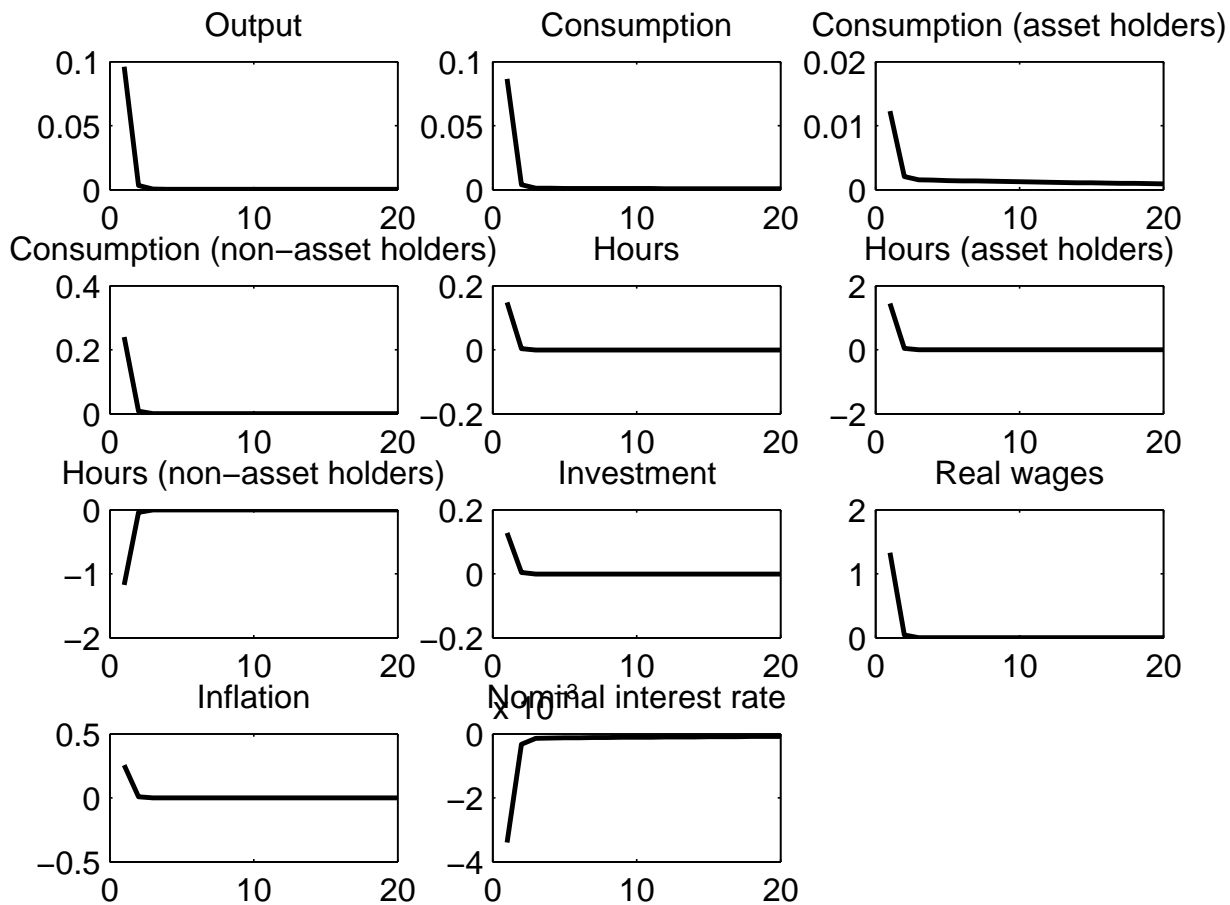 Output
Consumption
Consumption (asset holders)
0.1
0.05
0
0 10 20
0.1
0.05
0
0 10 20
0.02
0.01
0
0 10 20
Consumption (non−asset holders)
Hours
Hours (asset holders)
0.4
0.2
0
0 10 20
0.2
0
−0.2
0 10 20
2
0
−2
0 10 20
Hours (non−asset holders)
Investment
Real wages
0
−1
−2
0 10 20
0.2
0
−0.2
0 10 20
2
1
0
0 10 20
Inflation
Nominal interest rate
0.5
0
−0.5
0 10 20
x 10−3
0
−2
−4
0 10 20